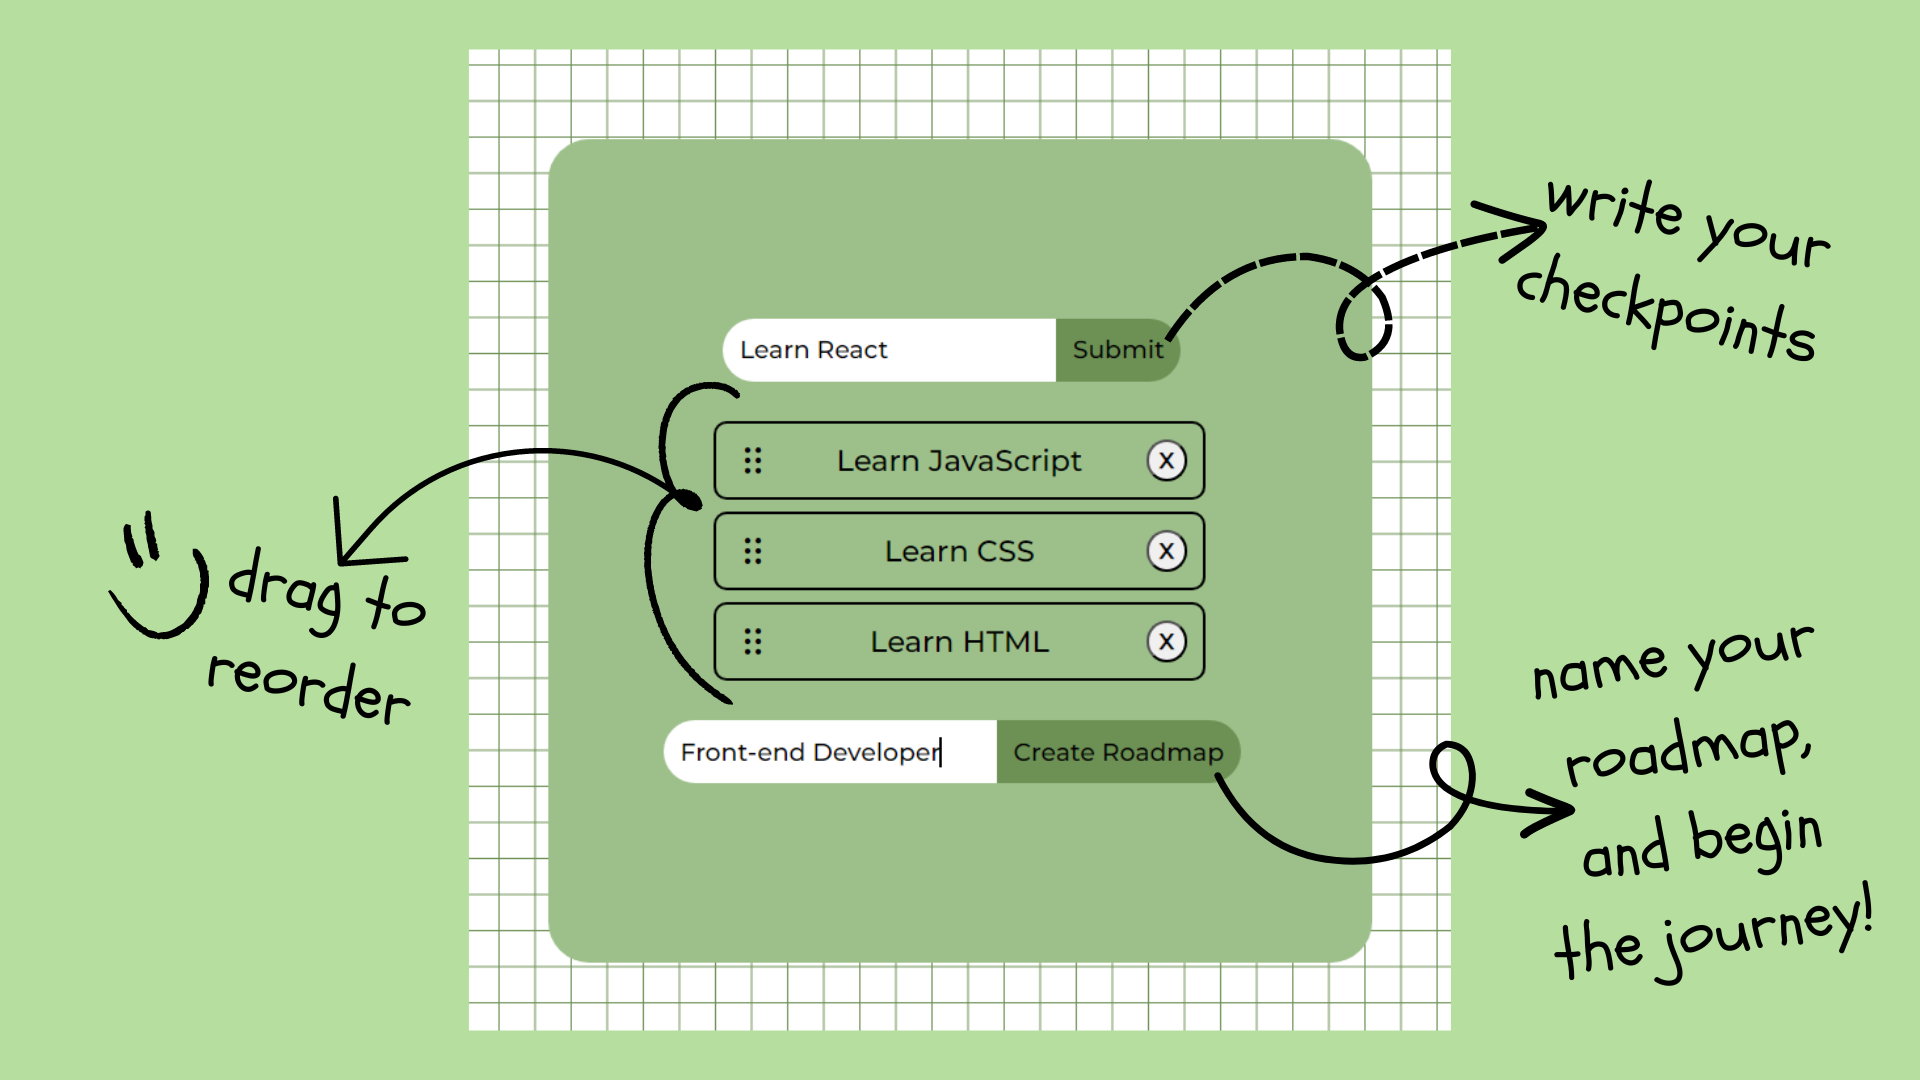 write your
checkpoints
Learn React
Submit
Learn JavaScript
X
Learn CSS
X
Learn HTML
X
drag to
reorder
Front-end Developer
Create Roadmap
name your
roadmap,
and begin
the journey!